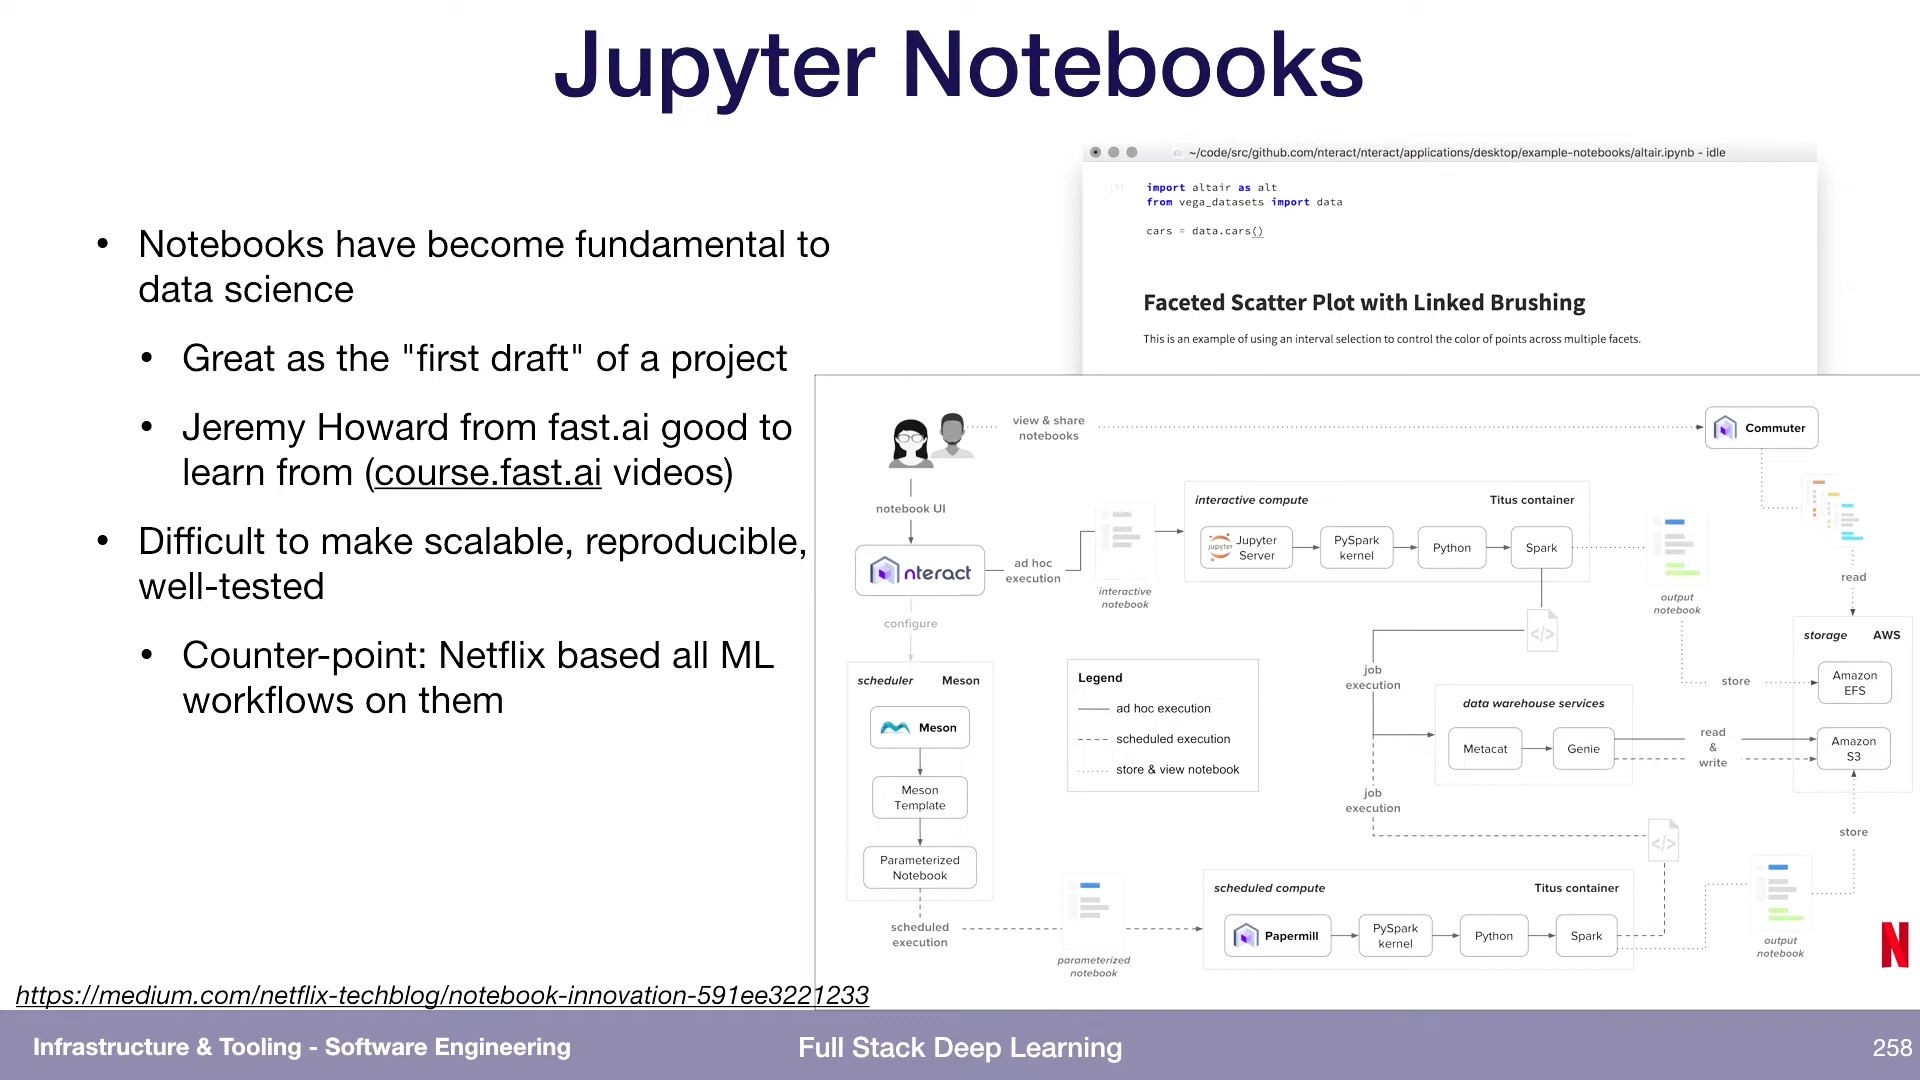 Jupyter Notebooks
• Notebooks have become fundamental to
data science
• Great as the "first draft" of a project
• Jeremy Howard from fast.ai good to
learn from (course.fast.ai videos)
• Difficult to make scalable, reproducible,
well-tested
• Counter-point: Netflix based all ML
workflows on them
~/code/src/github.com/nteract/nteract/applications/desktop/example-notebooks/altair.ipynb - idle
import altair as alt
from vega_datasets import data
cars = data.cars()
Faceted Scatter Plot with Linked Brushing
This is an example of using an interval selection to control the color of points across multiple facets.
view & share
notebooks
Commuter
notebook UI
nteract
ad hoc
execution
interactive
notebook
interactive compute
Titus container
Jupyter
Server
jupyter
PySpark
kernel
Python
Spark
output
notebook
read
configure
</>
storage
AWS
Amazon
EFS
Amazon
S3
store
scheduler
Meson
Meson
Meson
Template
Parameterized
Notebook
Legend
ad hoc execution
scheduled execution
store & view notebook
job
execution
data warehouse services
Metacat
Genie
read
&
write
job
execution
</>
store
scheduled
execution
parameterized
notebook
scheduled compute
Titus container
Papermill
PySpark
kernel
Python
Spark
output
notebook
N
https://medium.com/netflix-techblog/notebook-innovation-591ee3221233
Infrastructure & Tooling - Software Engineering
Full Stack Deep Learning
258